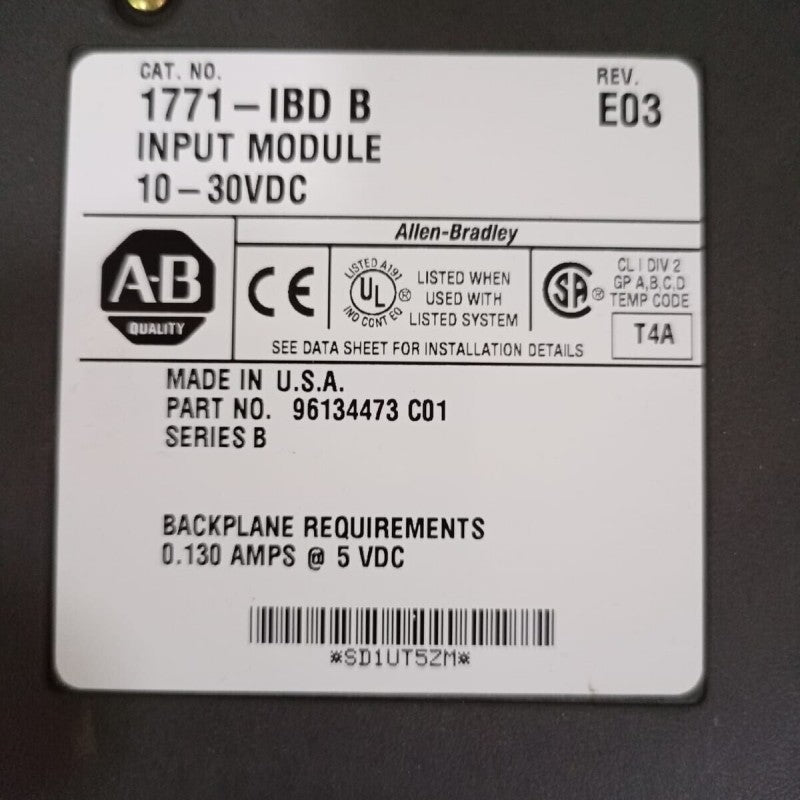 CAT. NO.
REV.
1771-IBD B
E03
INPUT MODULE
10-30VDC
Allen-Bradley
A-B
QUALITY
CE
LISTED A197
UL
®
IND CONT EQ
LISTED WHEN
USED WITH
LISTED SYSTEM
SA
®
CL I DIV 2
GP A,B,C,D
TEMP CODE
T4A
SEE DATA SHEET FOR INSTALLATION DETAILS
MADE IN U.S.A.
PART NO. 96134473 C01
SERIES B
BACKPLANE REQUIREMENTS
0.130 AMPS @ 5 VDC
*SD1UT5ZM*